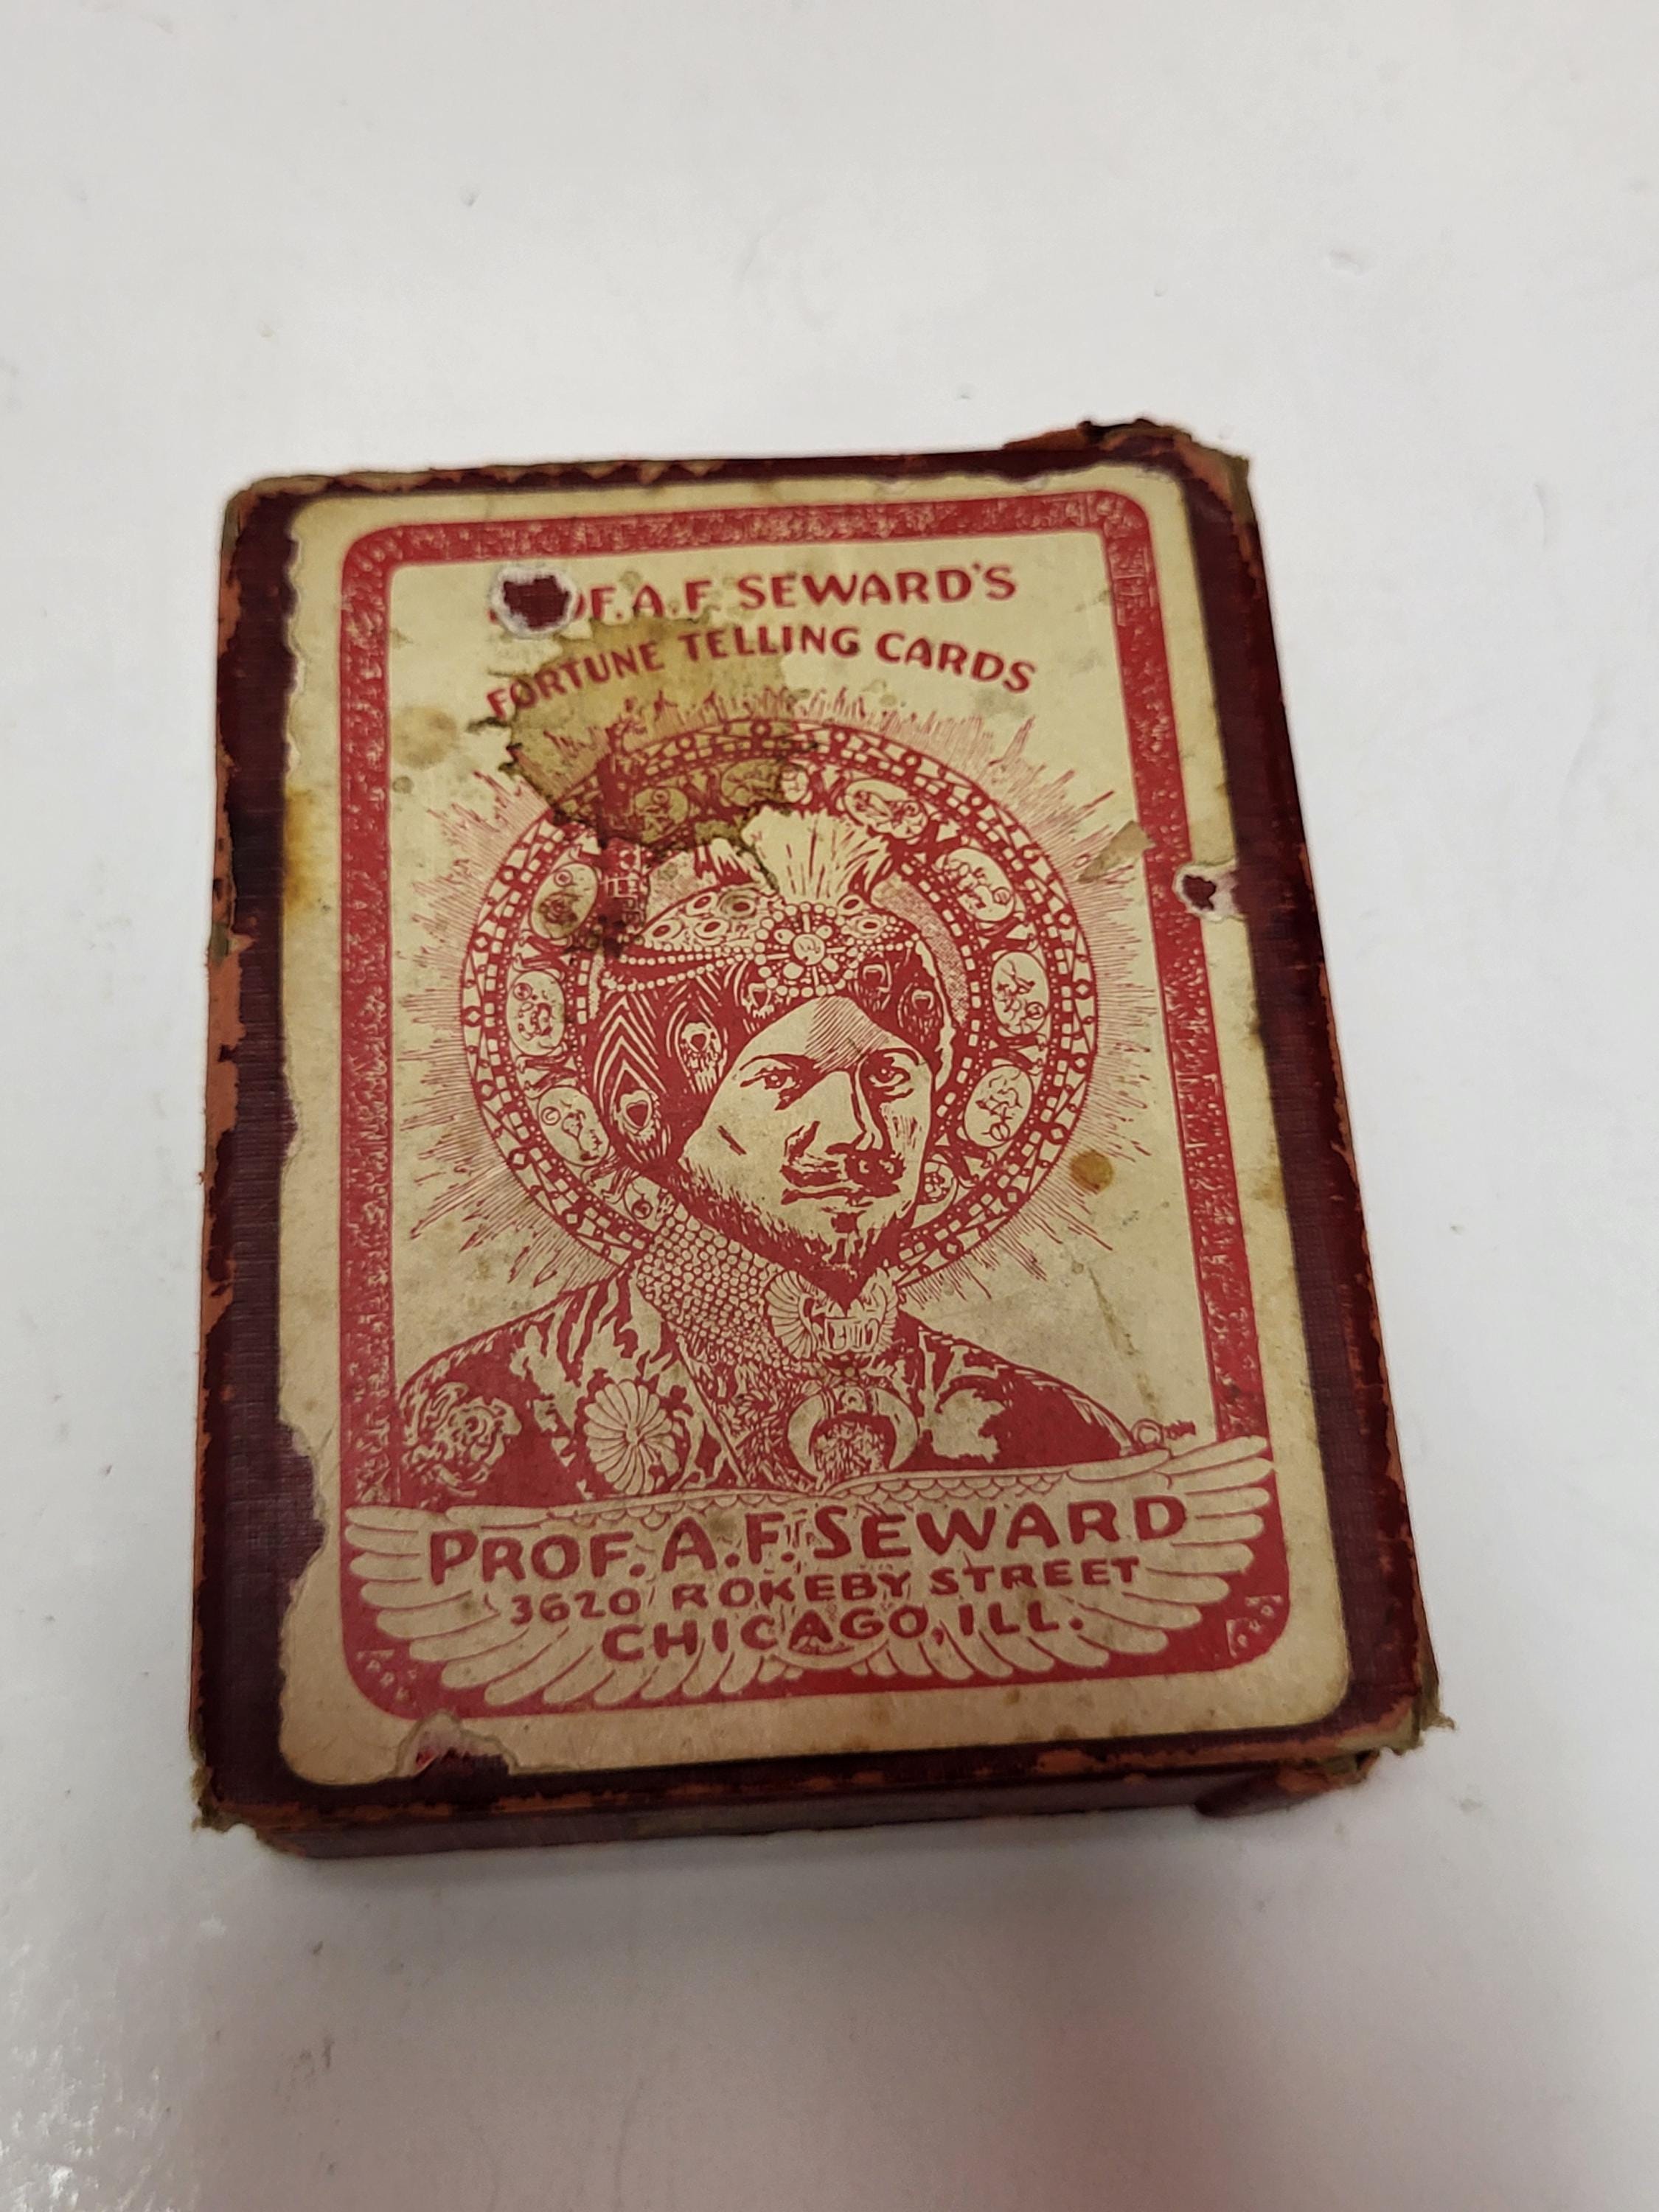 F. A. F. SEWARD'S
FORTUNE TELLING CARDS
PROF. A. F. SEWARD
3620 ROKEBY STREET
CHICAGO, ILL.